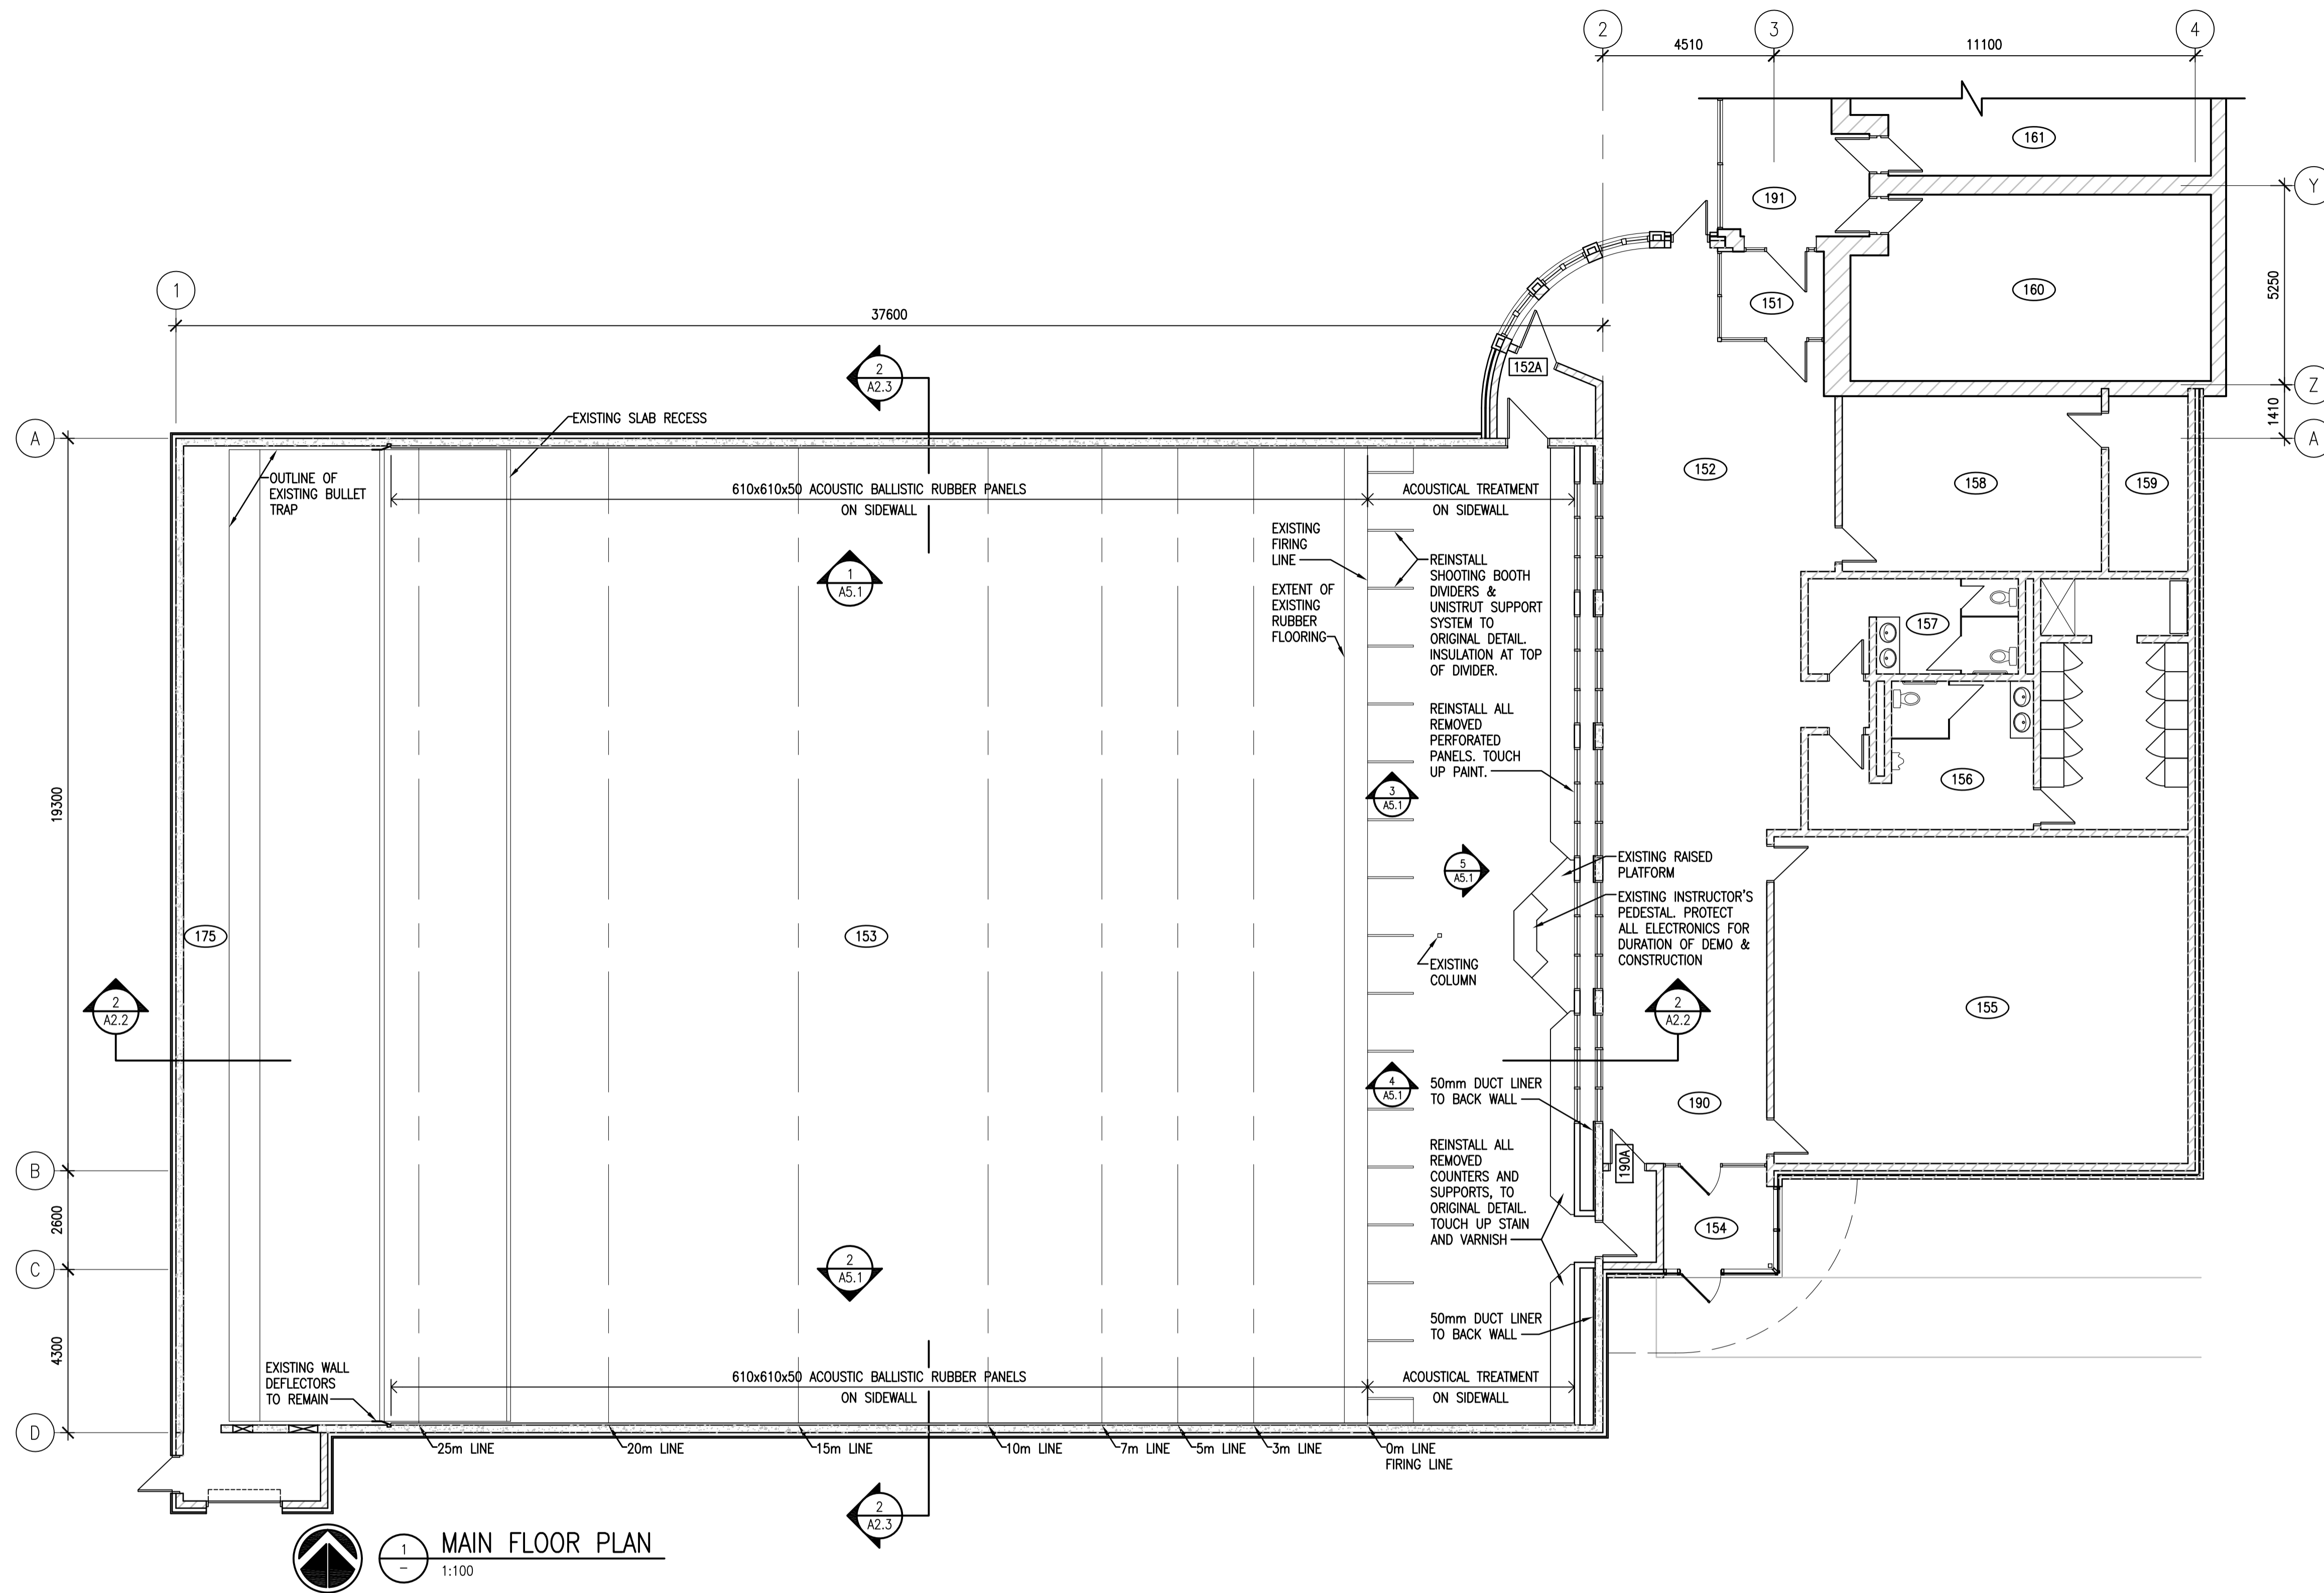 2
3
4
4510
11100
161
Y
191
160
5250
151
1
37600
2
A2.3
152A
Z
1410
A
A
EXISTING SLAB RECESS
152
158
159
OUTLINE OF
EXISTING BULLET
TRAP
610x610x50 ACOUSTIC BALLISTIC RUBBER PANELS
ON SIDEWALL
ACOUSTICAL TREATMENT
ON SIDEWALL
EXISTING
FIRING
LINE
EXTENT OF
EXISTING
RUBBER
FLOORING
REINSTALL
SHOOTING BOOTH
DIVIDERS &
UNISTRUT SUPPORT
SYSTEM TO
ORIGINAL DETAIL.
INSULATION AT TOP
OF DIVIDER.
1
A5.1
157
REINSTALL ALL
REMOVED
PERFORATED
PANELS. TOUCH
UP PAINT.
156
19300
3
A5.1
5
A5.1
EXISTING RAISED
PLATFORM
EXISTING INSTRUCTOR'S
PEDESTAL. PROTECT
ALL ELECTRONICS FOR
DURATION OF DEMO &
CONSTRUCTION
175
153
EXISTING
COLUMN
2
A2.2
2
A2.2
155
4
A5.1
50mm DUCT LINER
TO BACK WALL
190
B
REINSTALL ALL
REMOVED
COUNTERS AND
SUPPORTS, TO
ORIGINAL DETAIL.
TOUCH UP STAIN
AND VARNISH
190A
2600
154
C
2
A5.1
50mm DUCT LINER
TO BACK WALL
4300
EXISTING WALL
DEFLECTORS
TO REMAIN
610x610x50 ACOUSTIC BALLISTIC RUBBER PANELS
ON SIDEWALL
ACOUSTICAL TREATMENT
ON SIDEWALL
D
25m LINE
20m LINE
15m LINE
10m LINE
7m LINE
5m LINE
3m LINE
0m LINE
FIRING LINE
2
A2.3
1
–
MAIN FLOOR PLAN
1:100